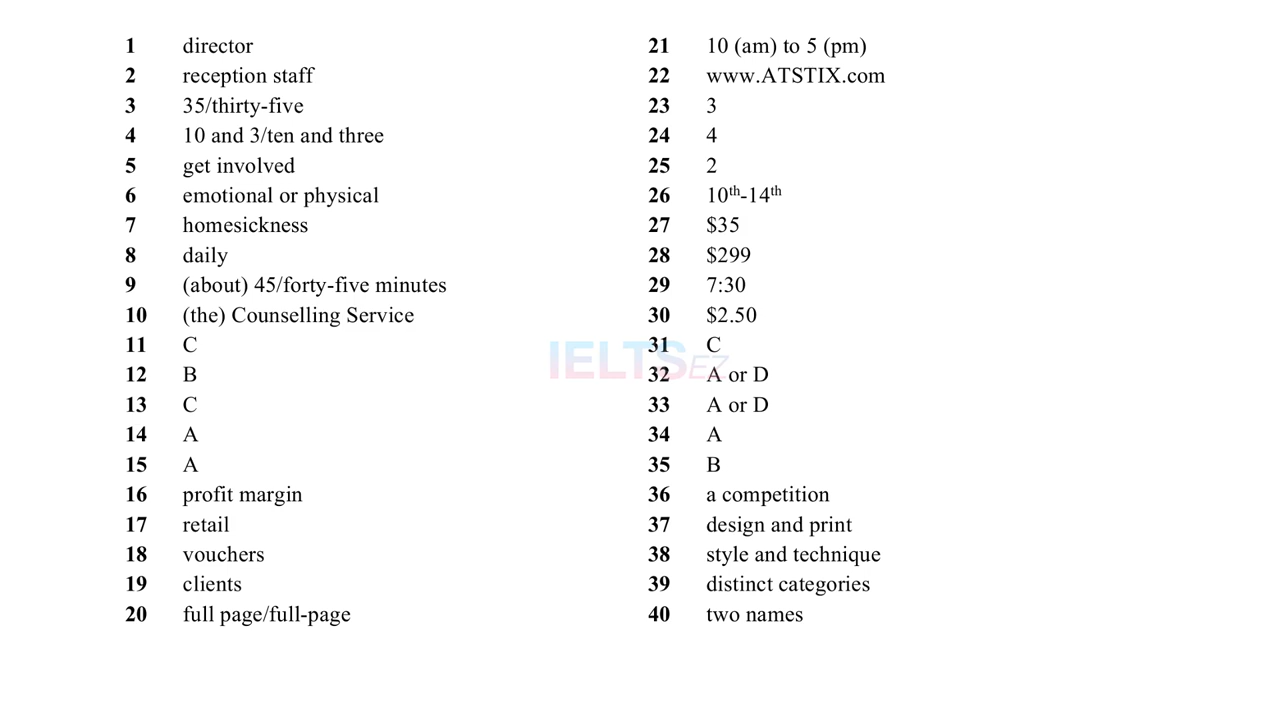 1 director
2 reception staff
3 35/thirty-five
4 10 and 3/ten and three
5 get involved
6 emotional or physical
7 homesickness
8 daily
9 (about) 45/forty-five minutes
10 (the) Counselling Service
11 C
12 B
13 C
14 A
15 A
16 profit margin
17 retail
18 vouchers
19 clients
20 full page/full-page
21 10 (am) to 5 (pm)
22 www.ATSTIX.com
23 3
24 4
25 2
26 10th-14th
27 $35
28 $299
29 7:30
30 $2.50
31 C
32 A or D
33 A or D
34 A
35 B
36 a competition
37 design and print
38 style and technique
39 distinct categories
40 two names
IELTSEZ